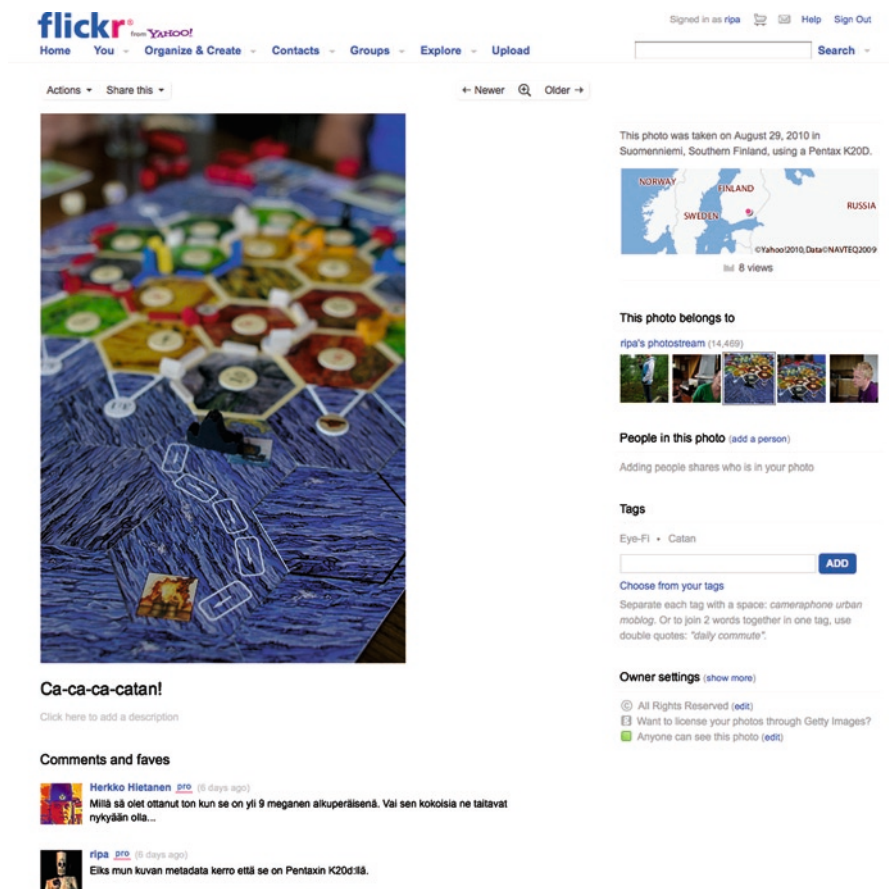 flickr from YAHOO!
Signed in as ripa Help Sign Out
Home You Organize & Create Contacts Groups Explore Upload
Search
Actions Share this
← Newer Older →
This photo was taken on August 29, 2010 in
Suomenniemi, Southern Finland, using a Pentax K20D.
NORWAY
FINLAND
SWEDEN
RUSSIA
©Yahoo!2010,Data©NAVTEQ2009
8 views
This photo belongs to
ripa's photostream (14,469)
People in this photo (add a person)
Adding people shares who is in your photo
Tags
Eye-Fi • Catan
ADD
Choose from your tags
Separate each tag with a space: cameraphone urban
moblog. Or to join 2 words together in one tag, use
double quotes: "daily commute".
Owner settings (show more)
© All Rights Reserved (edit)
Want to license your photos through Getty Images?
Anyone can see this photo (edit)
Ca-ca-ca-catan!
Click here to add a description
Comments and faves
Herkko Hietanen pro (6 days ago)
Millä sä olet ottanut ton kun se on yli 9 meganen alkuperäisenä. Vai sen kokoisia ne taitavat
nykyään olla...
ripa pro (6 days ago)
Eiks mun kuvan metadata kerro että se on Pentaxin K20d:llä.